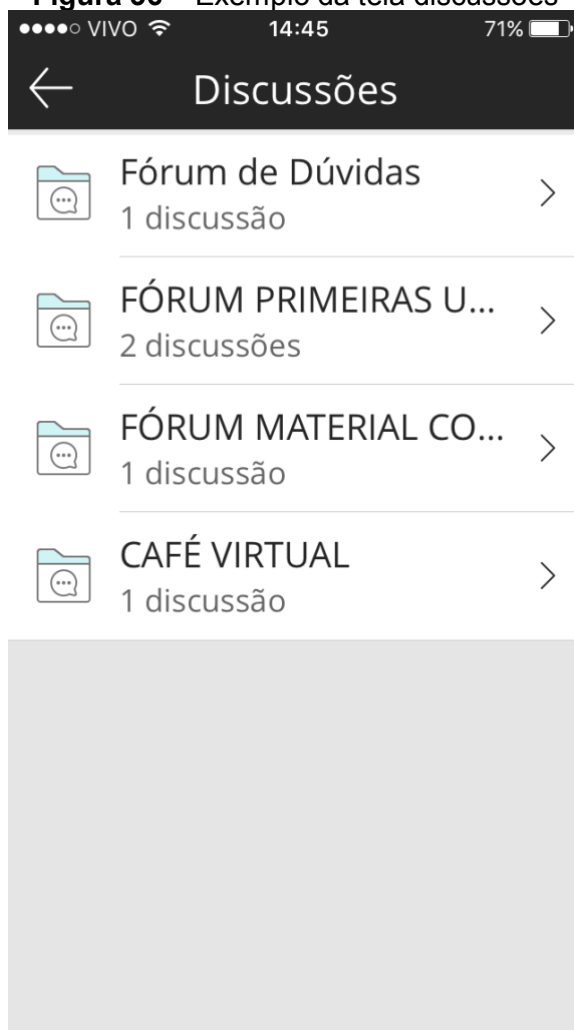 Exemplo da tela discussões
VIVO 14:45 71%
Discussões
Fórum de Dúvidas
1 discussão
FÓRUM PRIMEIRAS U...
2 discussões
FÓRUM MATERIAL CO...
1 discussão
CAFÉ VIRTUAL
1 discussão